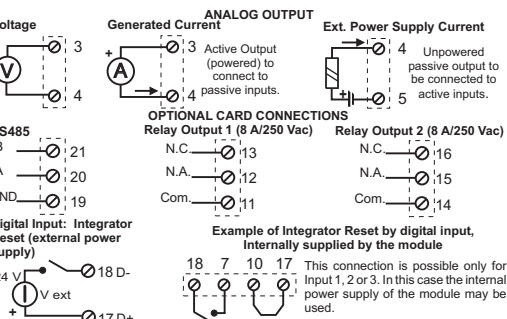 ANALOG OUTPUT
oltage
Generated Current
Ext. Power Supply Current
V
3
4
+
A
3
4
Active Output
(powered) to
connect to
passive inputs.
4
5
+
Unpowered
passive output to
be connected to
active inputs.
OPTIONAL CARD CONNECTIONS
S485
Relay Output 1 (8 A/250 Vac)
Relay Output 2 (8 A/250 Vac)
21
20
ND 19
N.C. 13
N.A. 12
Com. 11
N.C. 16
N.A. 15
Com. 14
igital Input: Integrator
eset (external power
upply)
24 V
V ext
+
18 D-
17 D+
Example of Integrator Reset by digital input,
Internally supplied by the module
18 7 10 17
This connection is possible only for
Input 1, 2 or 3. In this case the internal
power supply of the module may be
used.